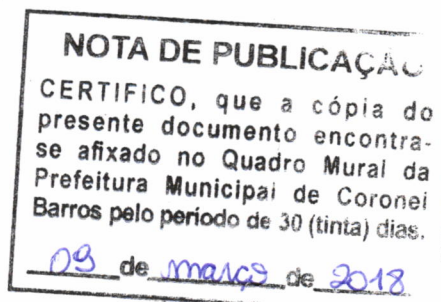 NOTA DE PUBLICAÇÃO
CERTIFICO, que a cópia do
presente documento encontra-
se afixado no Quadro Mural da
Prefeitura Municipal de Coronel
Barros pelo período de 30 (tinta) dias.
09 de março de 2018